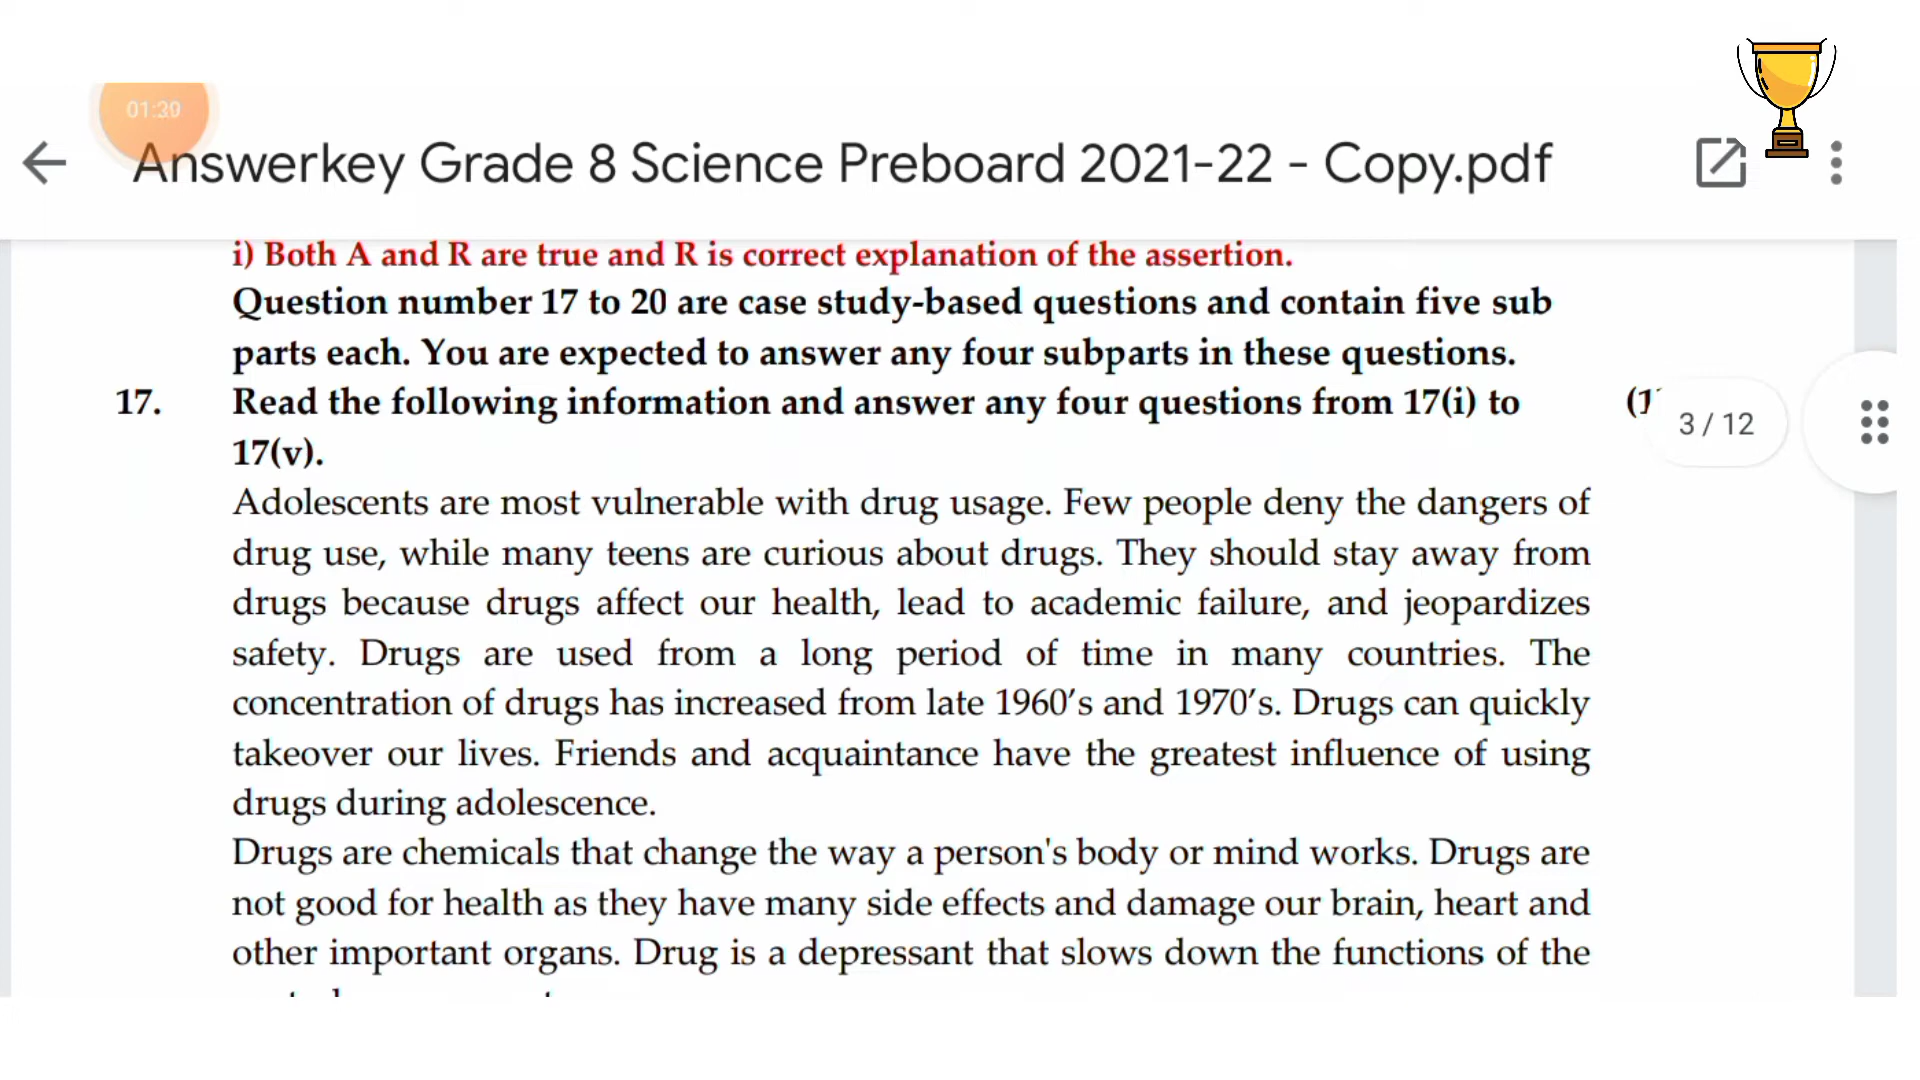 01:30
Answerkey Grade 8 Science Preboard 2021-22 - Copy.pdf
i) Both A and R are true and R is correct explanation of the assertion.
Question number 17 to 20 are case study-based questions and contain five sub
parts each. You are expected to answer any four subparts in these questions.
17. Read the following information and answer any four questions from 17(i) to
17(v).
3 / 12
Adolescents are most vulnerable with drug usage. Few people deny the dangers of
drug use, while many teens are curious about drugs. They should stay away from
drugs because drugs affect our health, lead to academic failure, and jeopardizes
safety. Drugs are used from a long period of time in many countries. The
concentration of drugs has increased from late 1960's and 1970's. Drugs can quickly
takeover our lives. Friends and acquaintance have the greatest influence of using
drugs during adolescence.
Drugs are chemicals that change the way a person's body or mind works. Drugs are
not good for health as they have many side effects and damage our brain, heart and
other important organs. Drug is a depressant that slows down the functions of the